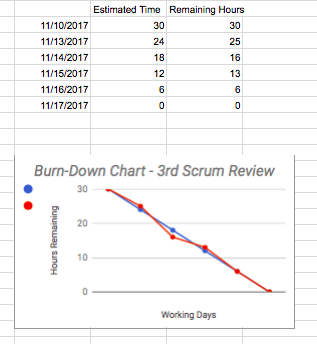 Estimated Time Remaining Hours
11/10/2017 30 30
11/13/2017 24 25
11/14/2017 18 16
11/15/2017 12 13
11/16/2017 6 6
11/17/2017 0 0
Burn-Down Chart - 3rd Scrum Review
30
20
10
0
Hours Remaining
Working Days